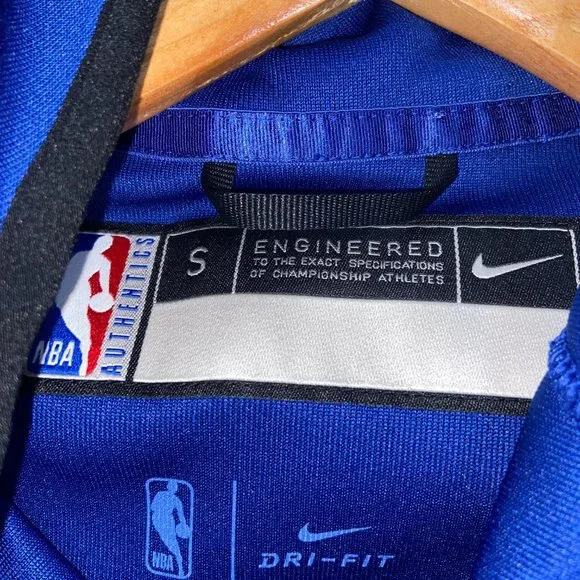 NBA
AUTHENTICS
S
ENGINEERED
TO THE EXACT SPECIFICATIONS
OF CHAMPIONSHIP ATHLETES
NBA
DRI-FIT